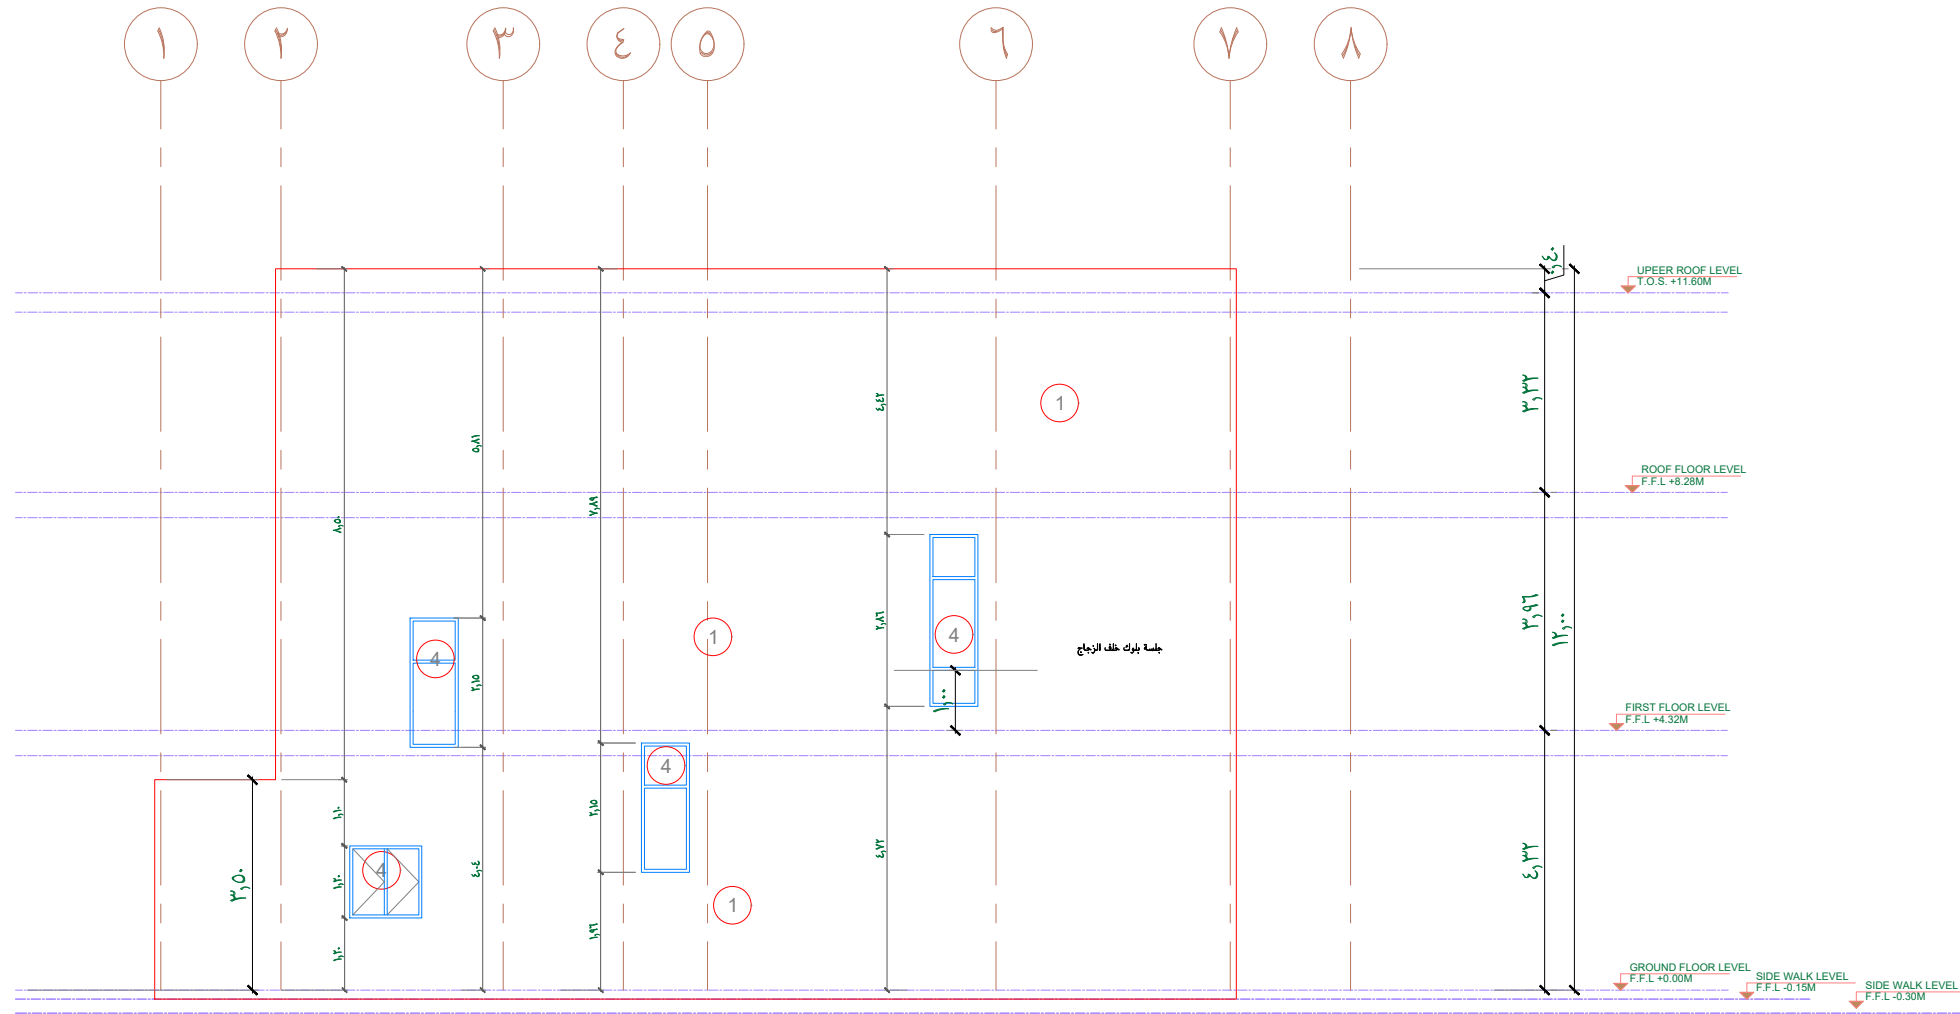 ١
٢
٣
٤
٥
٦
٧
٨
٠,٤٠
UPEER ROOF LEVEL
T.O.S. +11.60M
٣,٣٢
٤,٤٢
1
٥,٨١
ROOF FLOOR LEVEL
F.F.L +8.28M
٧,٨٩
٨,٥٠
٣,٩٦
١٢,٠٠
٢,٨٦
4
1
جلسة بلوك خلف الزجاج
4
٢,١٥
١,٠٠
FIRST FLOOR LEVEL
F.F.L +4.32M
4
٢,١٥
١,١٠
٤,٧٢
٤,٣٢
4
٤,٠٤
١,٢٠
٣,٥٠
1
١,٩٦
١,٢٠
GROUND FLOOR LEVEL
F.F.L +0.00M
SIDE WALK LEVEL
F.F.L -0.15M
SIDE WALK LEVEL
F.F.L -0.30M